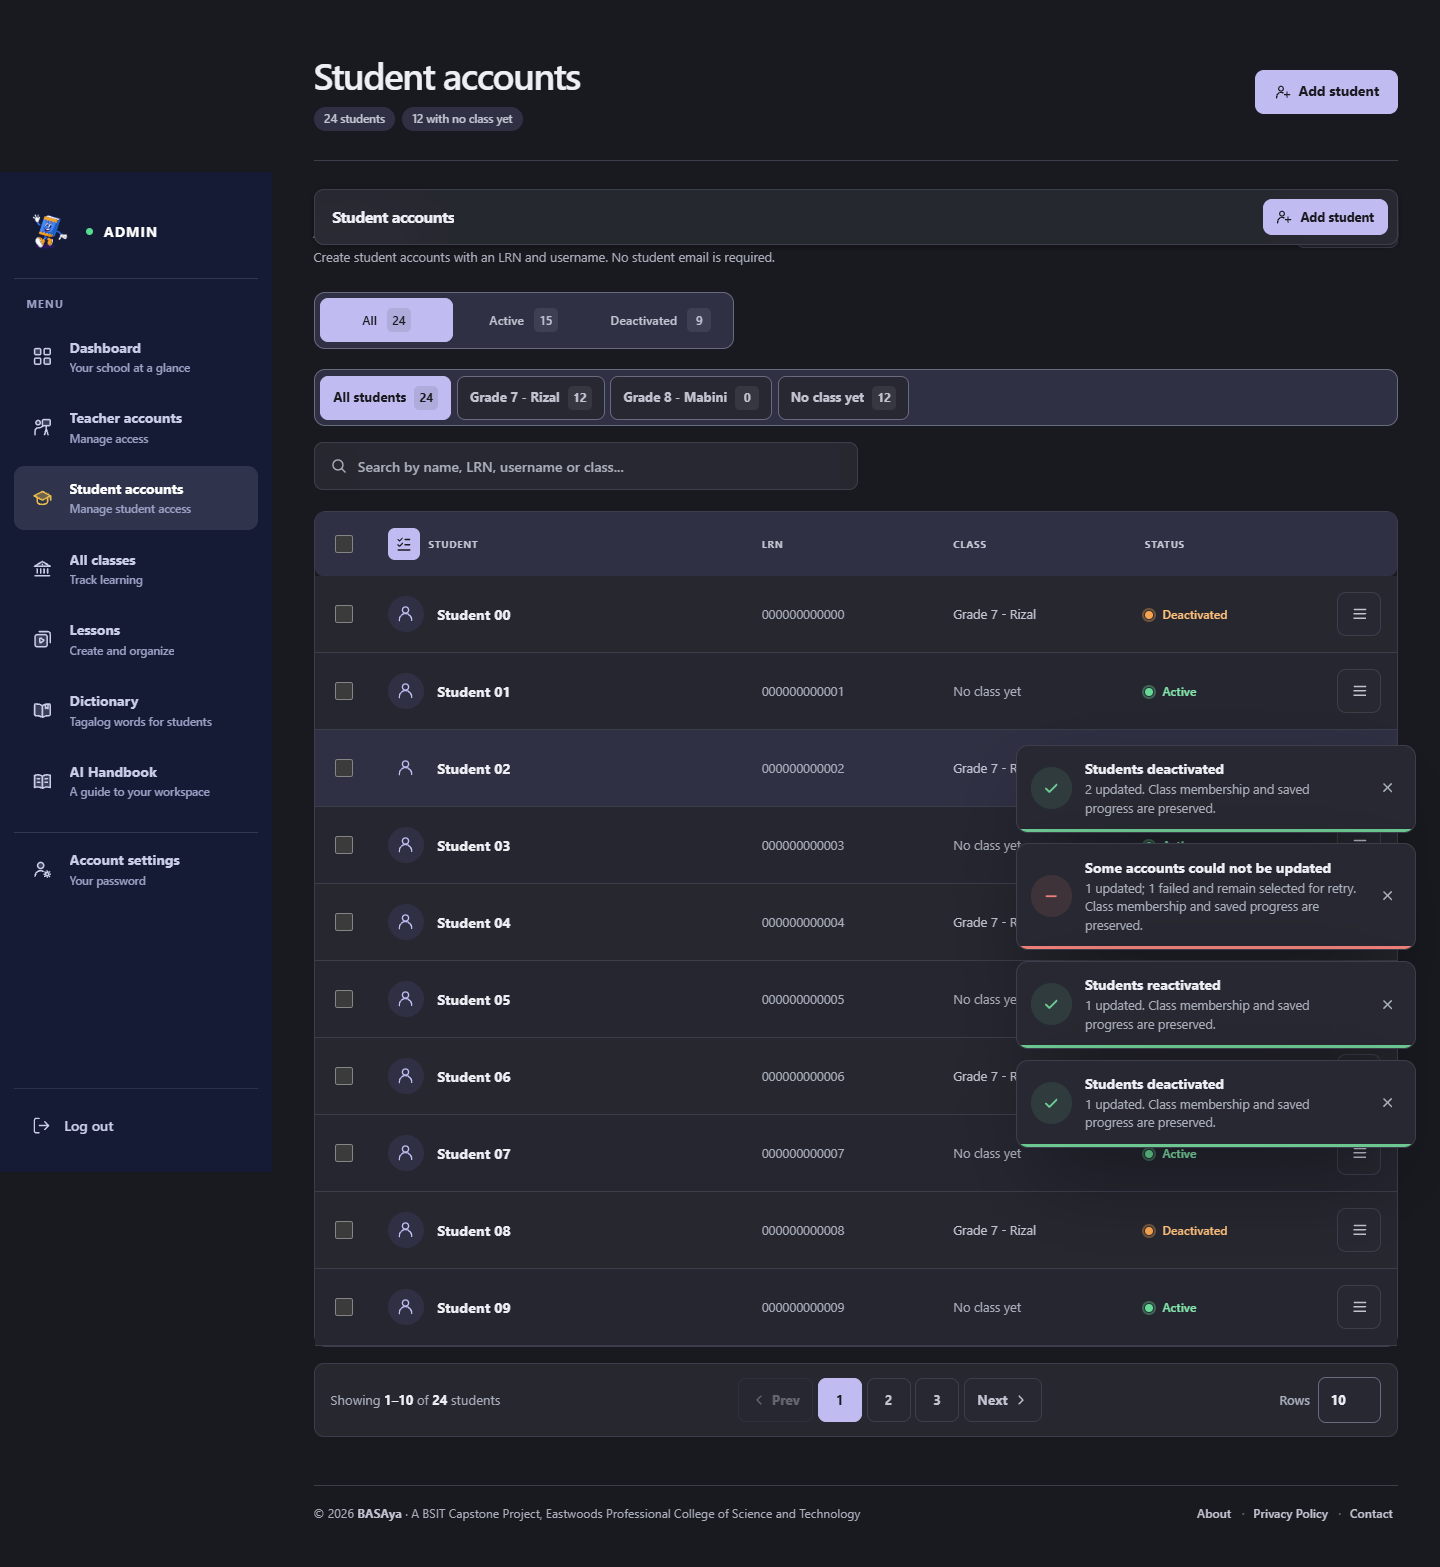 Student accounts
24 students
12 with no class yet
Add student
ADMIN
MENU
Dashboard
Your school at a glance
Teacher accounts
Manage access
Student accounts
Manage student access
All classes
Track learning
Lessons
Create and organize
Dictionary
Tagalog words for students
AI Handbook
A guide to your workspace
Account settings
Your password
Log out
Student accounts
Add student
Create student accounts with an LRN and username. No student email is required.
All 24
Active 15
Deactivated 9
All students 24
Grade 7 - Rizal 12
Grade 8 - Mabini 0
No class yet 12
Search by name, LRN, username or class...
STUDENT LRN CLASS STATUS
Student 00 000000000000 Grade 7 - Rizal Deactivated
Student 01 000000000001 No class yet Active
Student 02 000000000002 Grade 7 - R
Student 03 000000000003 No class yet
Student 04 000000000004 Grade 7 - R
Student 05 000000000005 No class ye
Student 06 000000000006 Grade 7 - R
Student 07 000000000007 No class yet Active
Student 08 000000000008 Grade 7 - Rizal Deactivated
Student 09 000000000009 No class yet Active
Students deactivated
2 updated. Class membership and saved
progress are preserved.
Some accounts could not be updated
1 updated; 1 failed and remain selected for retry.
Class membership and saved progress are
preserved.
Students reactivated
1 updated. Class membership and saved
progress are preserved.
Students deactivated
1 updated. Class membership and saved
progress are preserved.
Showing 1–10 of 24 students
Prev 1 2 3 Next
Rows 10
© 2026 BASAya · A BSIT Capstone Project, Eastwoods Professional College of Science and Technology
About · Privacy Policy · Contact